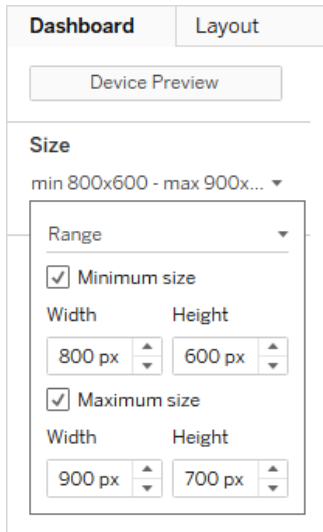 Dashboard Layout
Device Preview
Size
min 800x600 - max 900x...
Range
Minimum size
Width Height
800 px 600 px
Maximum size
Width Height
900 px 700 px